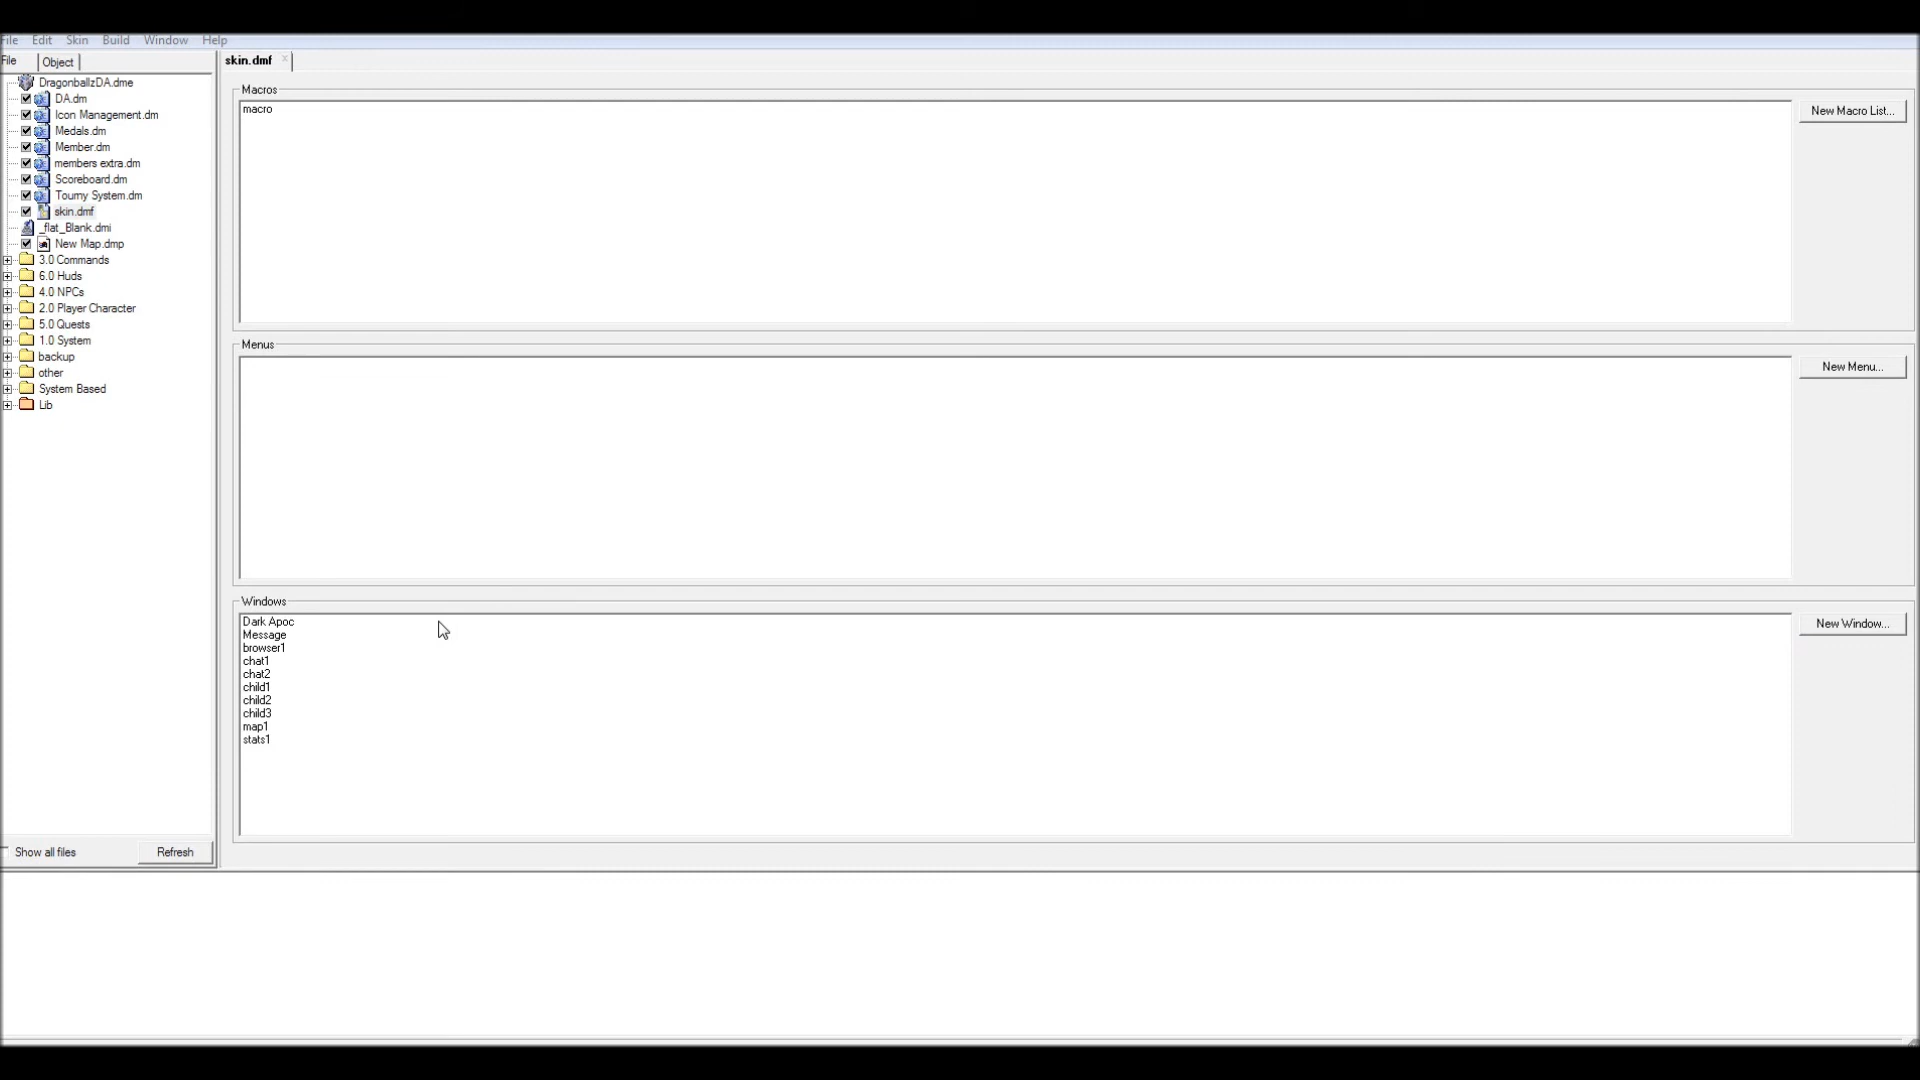 File Edit Skin Build Window Help
File Object
skin.dmf
DragonballzDA.dme
DA.dm
Icon Management.dm
Medals.dm
Member.dm
members extra.dm
Scoreboard.dm
Tourny System.dm
skin.dmf
_flat_Blank.dmi
New Map.dmp
3.0 Commands
6.0 Huds
4.0 NPCs
2.0 Player Character
5.0 Quests
1.0 System
backup
other
System Based
Lib
Show all files Refresh
Macros
macro
New Macro List...
Menus
New Menu...
Windows
Dark Apoc
Message
browser1
chat1
chat2
child1
child2
child3
map1
stats1
New Window...